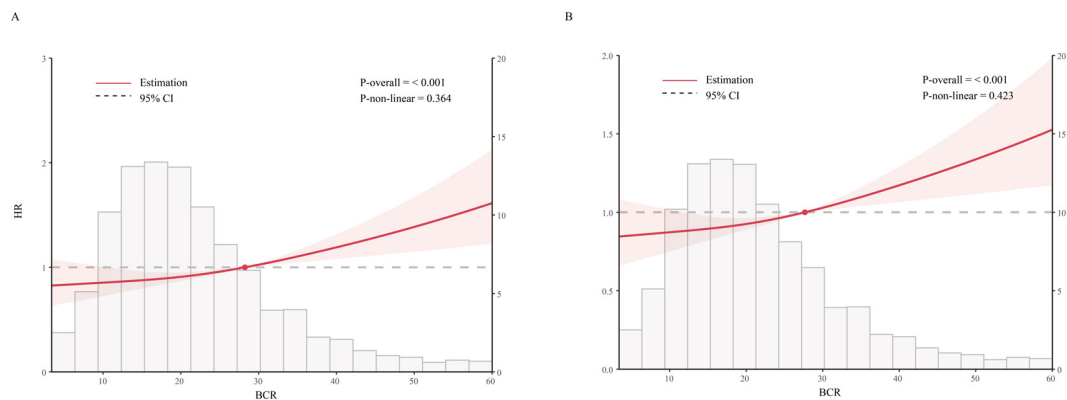 A
3
2
1
0
HR
Estimation
95% CI
P-overall = < 0.001
P-non-linear = 0.364
20
15
10
5
0
10 20 30 40 50 60
BCR
B
2.0
1.5
1.0
0.5
0.0
Estimation
95% CI
P-overall = < 0.001
P-non-linear = 0.423
20
15
10
5
0
10 20 30 40 50 60
BCR